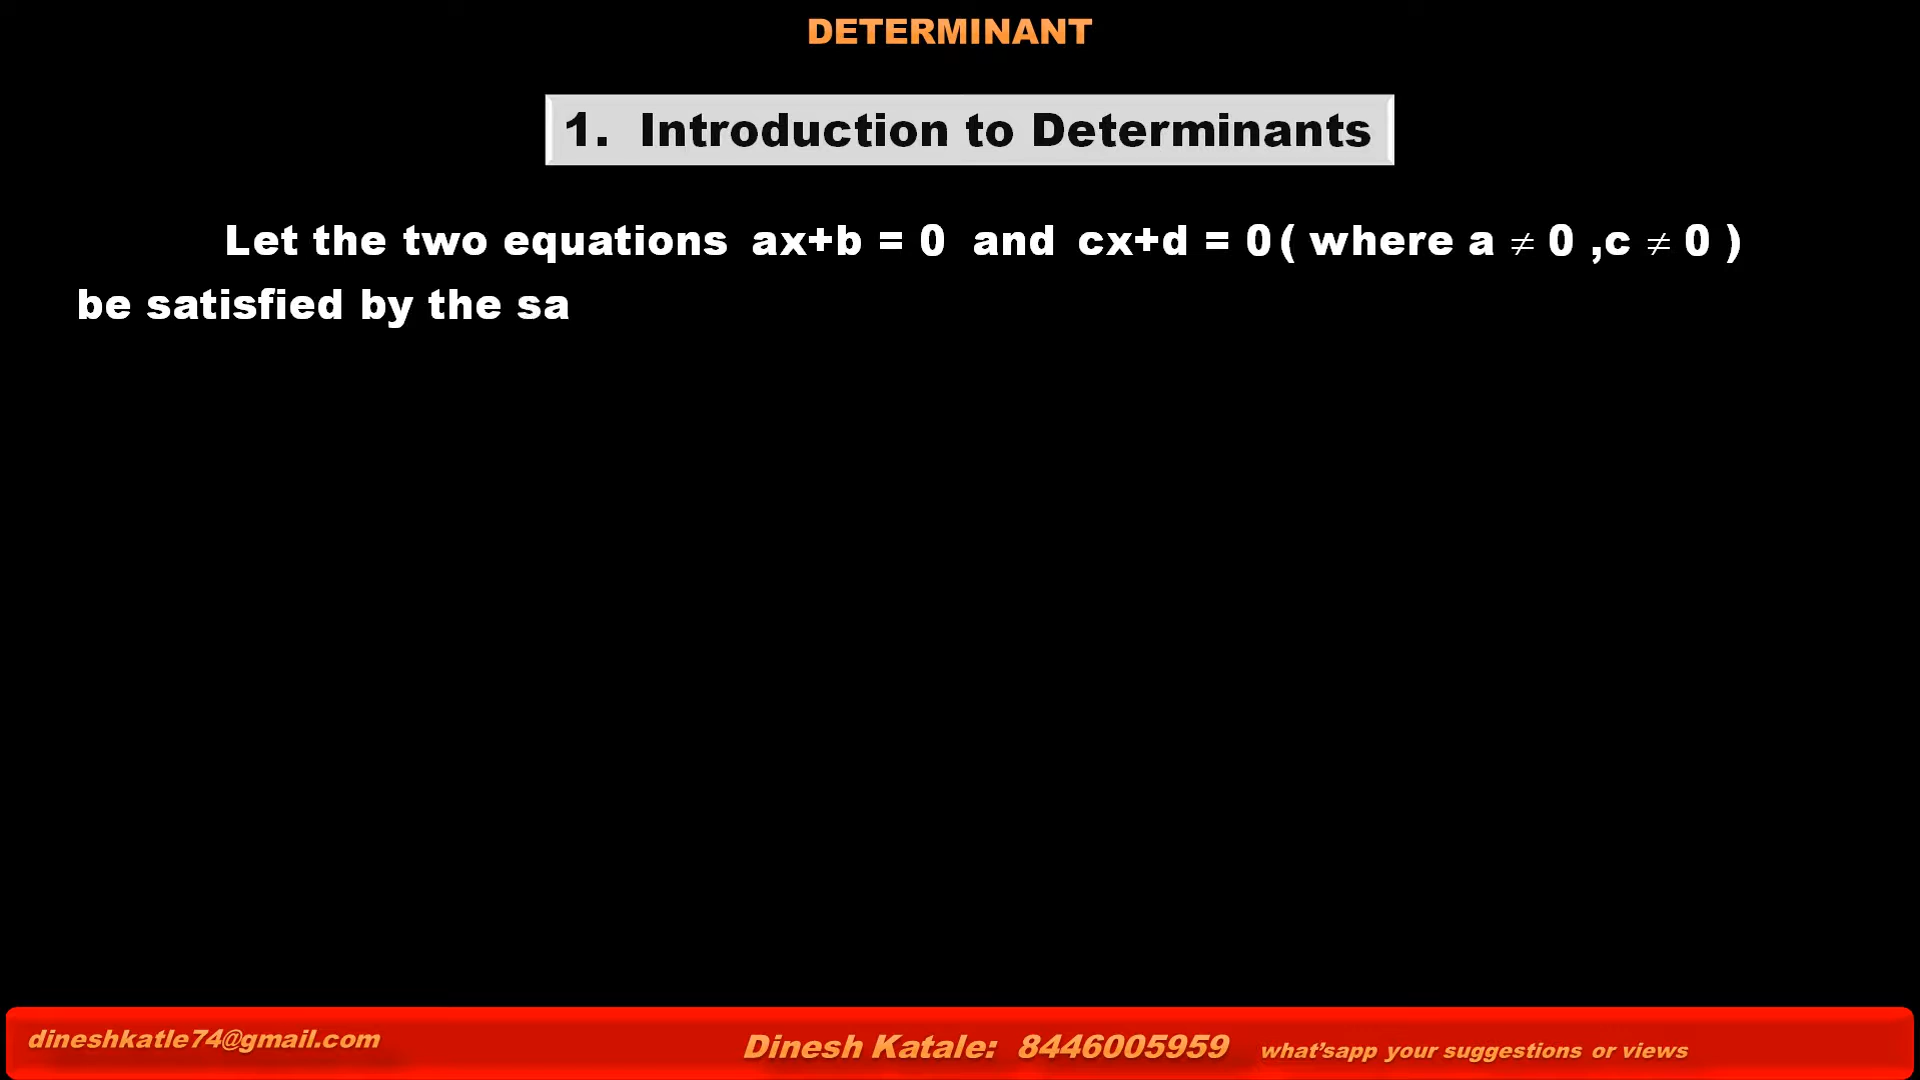 DETERMINANT
1. Introduction to Determinants
Let the two equations ax+b = 0 and cx+d = 0 ( where a ≠ 0 ,c ≠ 0 )
be satisfied by the sa
dineshkatle74@gmail.com Dinesh Katale: 8446005959 what’sapp your suggestions or views